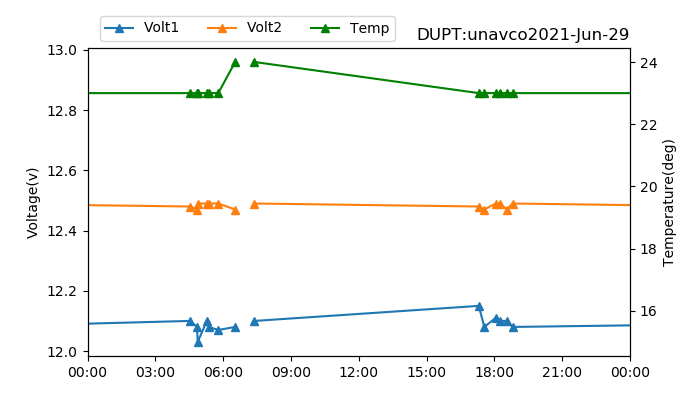 Volt1 Volt2 Temp
DUPT:unavco2021-Jun-29
13.0
12.8
12.6
12.4
12.2
12.0
Voltage(v)
24
22
20
18
16
Temperature(deg)
00:00 03:00 06:00 09:00 12:00 15:00 18:00 21:00 00:00